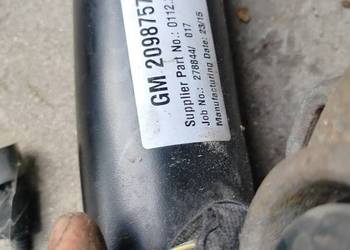 GM 2098757
Supplier Part No.: 0112.
Job No.: 278844/ 017
Manufacturing Date: 23/15